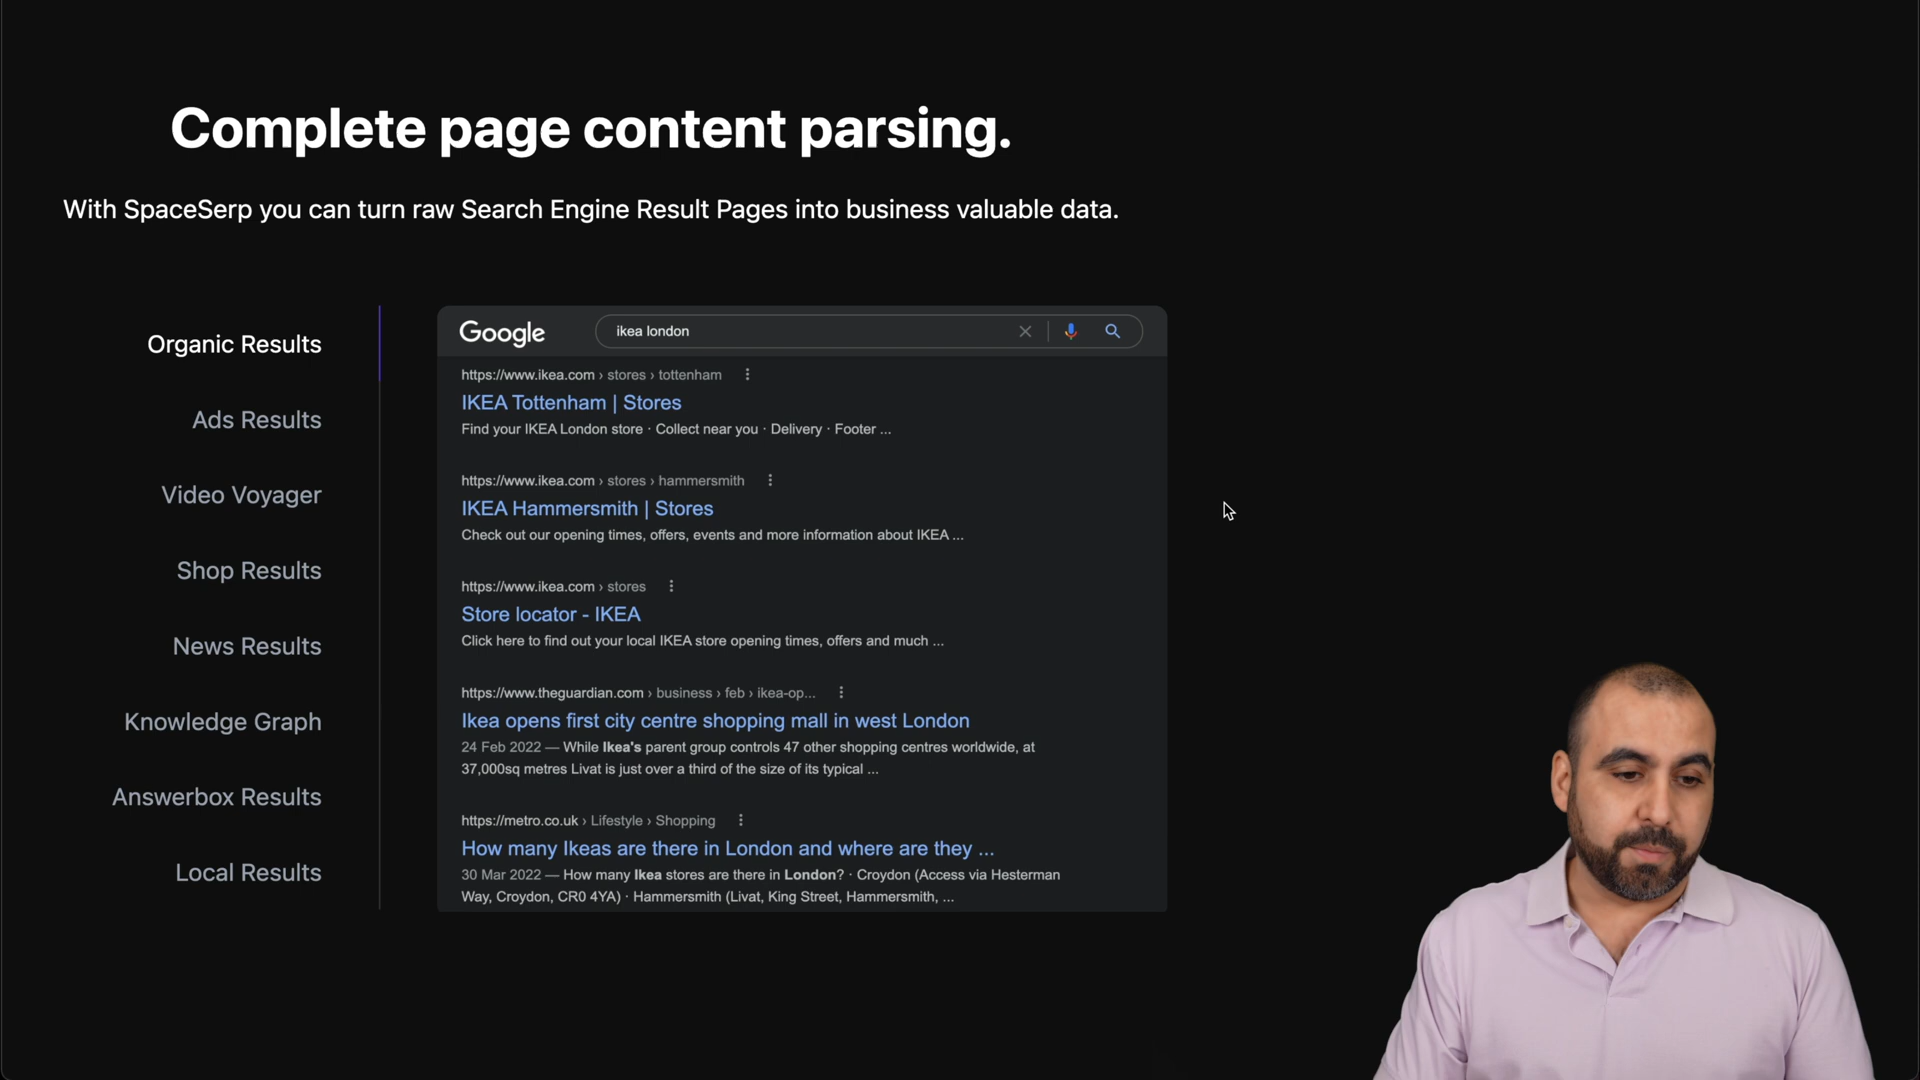 Complete page content parsing.
With SpaceSerp you can turn raw Search Engine Result Pages into business valuable data.
Organic Results
Ads Results
Video Voyager
Shop Results
News Results
Knowledge Graph
Answerbox Results
Local Results
Google
ikea london
https://www.ikea.com › stores › tottenham
IKEA Tottenham | Stores
Find your IKEA London store · Collect near you · Delivery · Footer ...
https://www.ikea.com › stores › hammersmith
IKEA Hammersmith | Stores
Check out our opening times, offers, events and more information about IKEA ...
https://www.ikea.com › stores
Store locator - IKEA
Click here to find out your local IKEA store opening times, offers and much ...
https://www.theguardian.com › business › feb › ikea-op...
Ikea opens first city centre shopping mall in west London
24 Feb 2022 — While Ikea's parent group controls 47 other shopping centres worldwide, at
37,000sq metres Livat is just over a third of the size of its typical ...
https://metro.co.uk › Lifestyle › Shopping
How many Ikeas are there in London and where are they ...
30 Mar 2022 — How many Ikea stores are there in London? · Croydon (Access via Hesterman
Way, Croydon, CR0 4YA) · Hammersmith (Livat, King Street, Hammersmith, ...